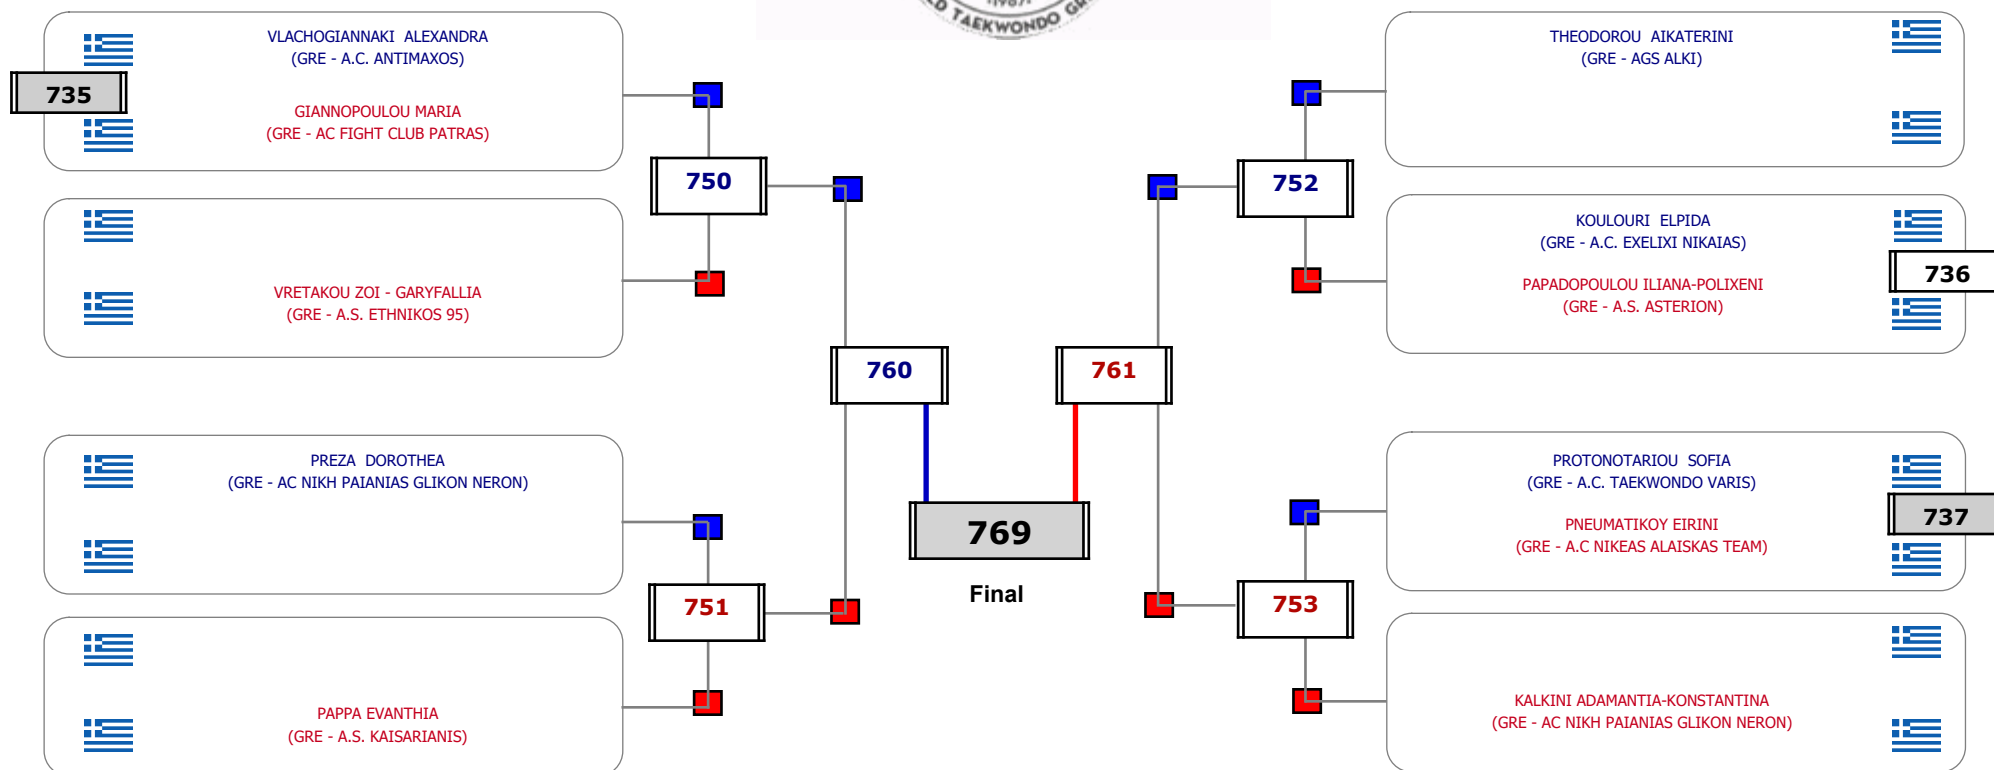 (1987)
TAEKWONDO
VLACHOGIANNAKI ALEXANDRA
(GRE - A.C. ANTIMAXOS)
735
GIANNOPOULOU MARIA
(GRE - AC FIGHT CLUB PATRAS)
750
VRETAKOU ZOI - GARYFALLIA
(GRE - A.S. ETHNIKOS 95)
760
PREZA DOROTHEA
(GRE - AC NIKH PAIANIAS GLIKON NERON)
751
PAPPA EVANTHIA
(GRE - A.S. KAISARIANIS)
769
Final
THEODOROU AIKATERINI
(GRE - AGS ALKI)
752
KOULOURI ELPIDA
(GRE - A.C. EXELIXI NIKAIAS)
736
PAPADOPOULOU ILIANA-POLIXENI
(GRE - A.S. ASTERION)
761
PROTONOTARIOU SOFIA
(GRE - A.C. TAEKWONDO VARIS)
737
PNEUMATIKOY EIRINI
(GRE - A.C NIKEAS ALAISKAS TEAM)
753
KALKINI ADAMANTIA-KONSTANTINA
(GRE - AC NIKH PAIANIAS GLIKON NERON)